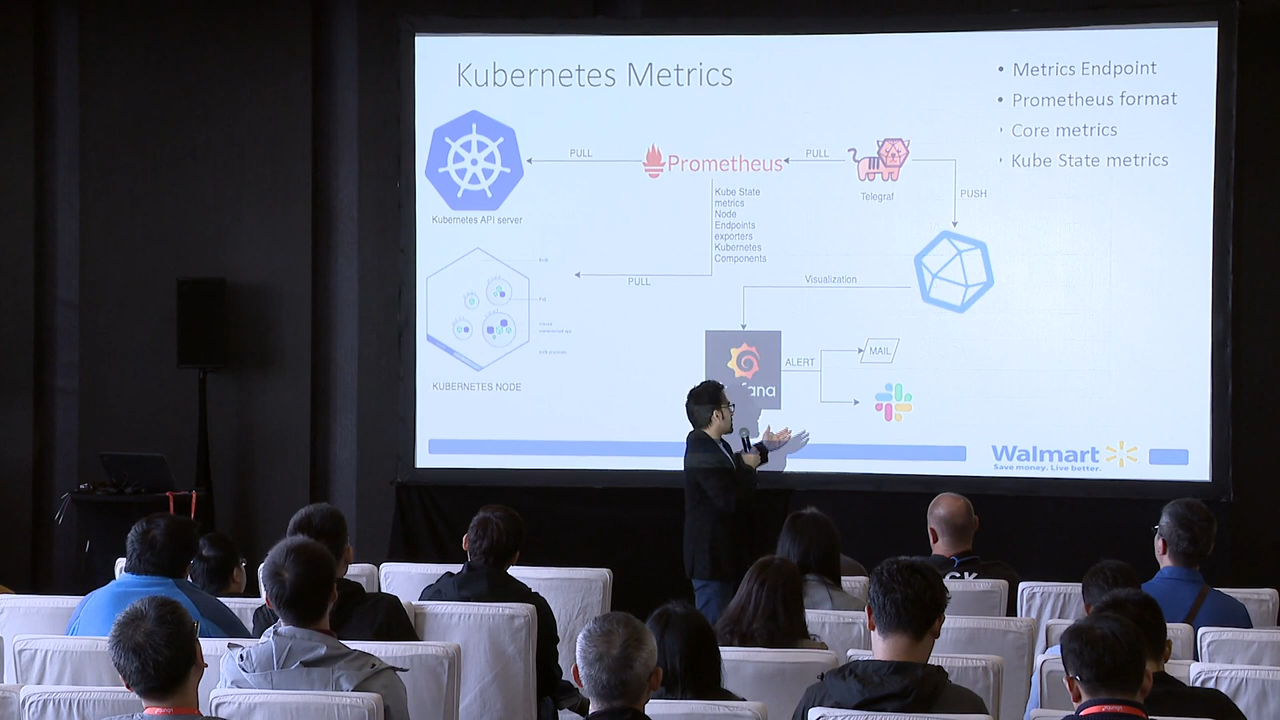 Kubernetes Metrics
• Metrics Endpoint
• Prometheus format
• Core metrics
• Kube State metrics
PULL
Prometheus
PULL
Telegraf
PUSH
Kubernetes API server
Kube State
metrics
Node
Endpoints
exporters
Kubernetes
Components
PULL
Visualization
KUBERNETES NODE
ana
ALERT
MAIL
Walmart
Save money. Live better.
CK